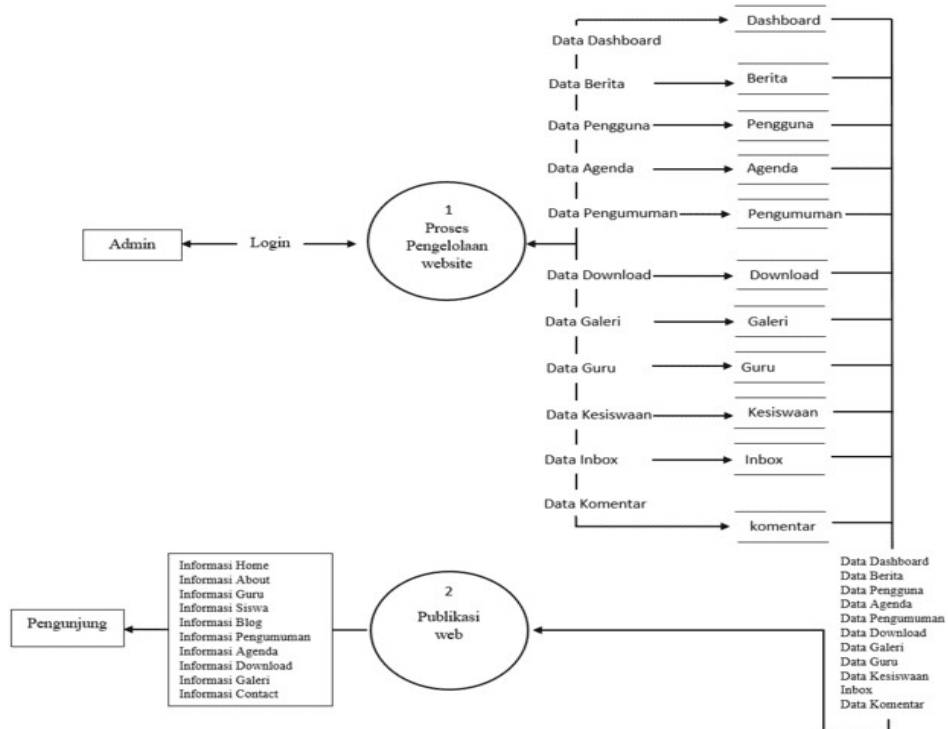 Dashboard
Data Dashboard
Data Berita
Berita
Data Pengguna
Pengguna
Data Agenda
Agenda
Data Pengumuman
Pengumuman
1
Proses
Pengelolaan
website
Admin
Login
Data Download
Download
Data Galeri
Galeri
Data Guru
Guru
Data Kesiswaan
Kesiswaan
Data Inbox
Inbox
Data Komentar
komentar
Informasi Home
Informasi About
Informasi Guru
Informasi Siswa
Informasi Blog
Informasi Pengumuman
Informasi Agenda
Informasi Download
Informasi Galeri
Informasi Contact
Pengunjung
2
Publikasi
web
Data Dashboard
Data Berita
Data Pengguna
Data Agenda
Data Pengumuman
Data Download
Data Galeri
Data Guru
Data Kesiswaan
Inbox
Data Komentar